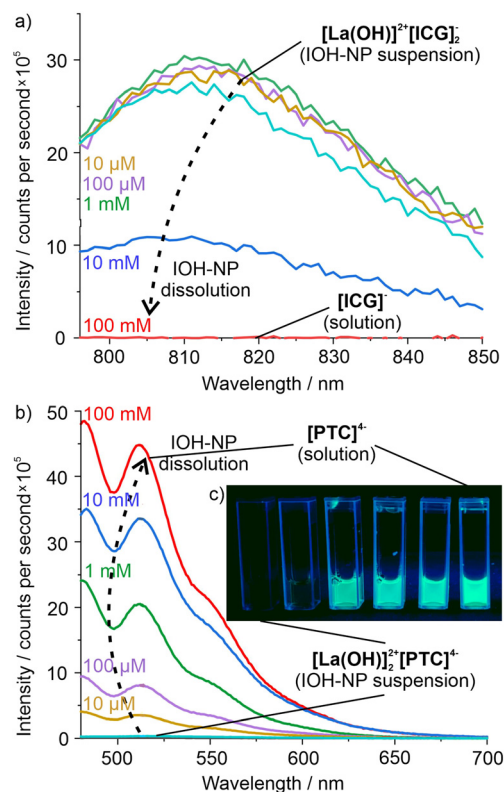 a)
[La(OH)]²⁺[ICG]₂⁻
(IOH-NP suspension)
30
20
10
0
Intensity / counts per second×10⁵
10 µM
100 µM
1 mM
10 mM
100 mM
IOH-NP
dissolution
[ICG]⁻
(solution)
800 810 820 830 840 850
Wavelength / nm
b)
50
40
30
20
10
0
Intensity / counts per second×10⁵
100 mM
10 mM
1 mM
100 µM
10 µM
IOH-NP
dissolution
[PTC]⁴⁻
(solution)
c)
[La(OH)]₂²⁺[PTC]⁴⁻
(IOH-NP suspension)
500 550 600 650 700
Wavelength / nm